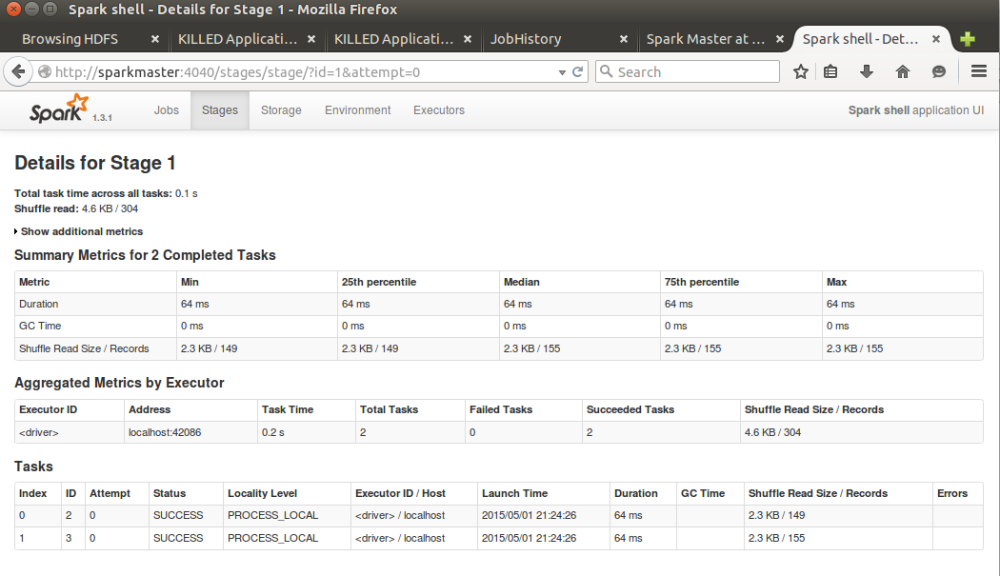 Spark shell - Details for Stage 1 - Mozilla Firefox
Browsing HDFS KILLED Applicati... KILLED Applicati... JobHistory Spark Master at ... Spark shell - Det...
http://sparkmaster:4040/stages/stage/?id=1&attempt=0 Search
Spark 1.3.1 Jobs Stages Storage Environment Executors Spark shell application UI
Details for Stage 1
Total task time across all tasks: 0.1 s
Shuffle read: 4.6 KB / 304
Show additional metrics
Summary Metrics for 2 Completed Tasks
Metric Min 25th percentile Median 75th percentile Max
Duration 64 ms 64 ms 64 ms 64 ms 64 ms
GC Time 0 ms 0 ms 0 ms 0 ms 0 ms
Shuffle Read Size / Records 2.3 KB / 149 2.3 KB / 149 2.3 KB / 155 2.3 KB / 155 2.3 KB / 155
Aggregated Metrics by Executor
Executor ID Address Task Time Total Tasks Failed Tasks Succeeded Tasks Shuffle Read Size / Records
<driver> localhost:42086 0.2 s 2 0 2 4.6 KB / 304
Tasks
Index ID Attempt Status Locality Level Executor ID / Host Launch Time Duration GC Time Shuffle Read Size / Records Errors
0 2 0 SUCCESS PROCESS_LOCAL <driver> / localhost 2015/05/01 21:24:26 64 ms 2.3 KB / 149
1 3 0 SUCCESS PROCESS_LOCAL <driver> / localhost 2015/05/01 21:24:26 64 ms 2.3 KB / 155